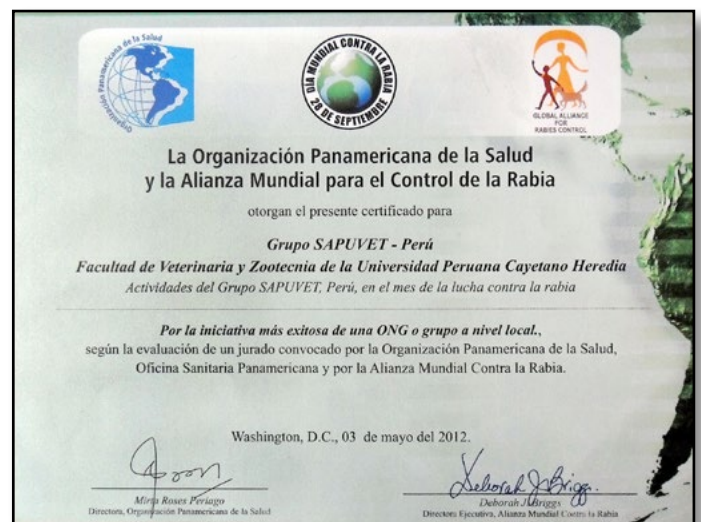 Organización Panamericana de la Salud
DÍA MUNDIAL CONTRA LA RABIA
28 DE SEPTIEMBRE
GLOBAL ALLIANCE
FOR
RABIES CONTROL
La Organización Panamericana de la Salud
y la Alianza Mundial para el Control de la Rabia
otorgan el presente certificado para
Grupo SAPUVET - Perú
Facultad de Veterinaria y Zootecnia de la Universidad Peruana Cayetano Heredia
Actividades del Grupo SAPUVET, Perú, en el mes de la lucha contra la rabia
Por la iniciativa más exitosa de una ONG o grupo a nivel local.,
según la evaluación de un jurado convocado por la Organización Panamericana de la Salud,
Oficina Sanitaria Panamericana y por la Alianza Mundial Contra la Rabia.
Washington, D.C., 03 de mayo del 2012.
Deborah J Briggs.
Mirta Roses Periago
Directora, Organización Panamericana de la Salud
Deborah J. Briggs
Directora Ejecutiva, Alianza Mundial Contra la Rabia